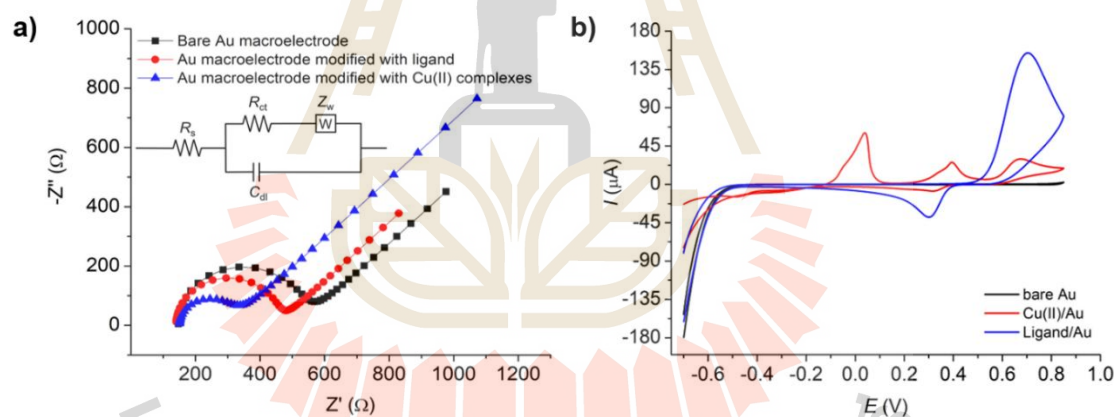 a)
1000
800
600
400
200
0
-Z" (Ω)
Bare Au macroelectrode
Au macroelectrode modified with ligand
Au macroelectrode modified with Cu(II) complexes
Rs
Rct
Zw
W
Cdl
200 400 600 800 1000 1200
Z' (Ω)
b)
180
135
90
45
0
-45
-90
-135
-180
I (μA)
bare Au
Cu(II)/Au
Ligand/Au
-0.6 -0.4 -0.2 0.0 0.2 0.4 0.6 0.8 1.0
E (V)